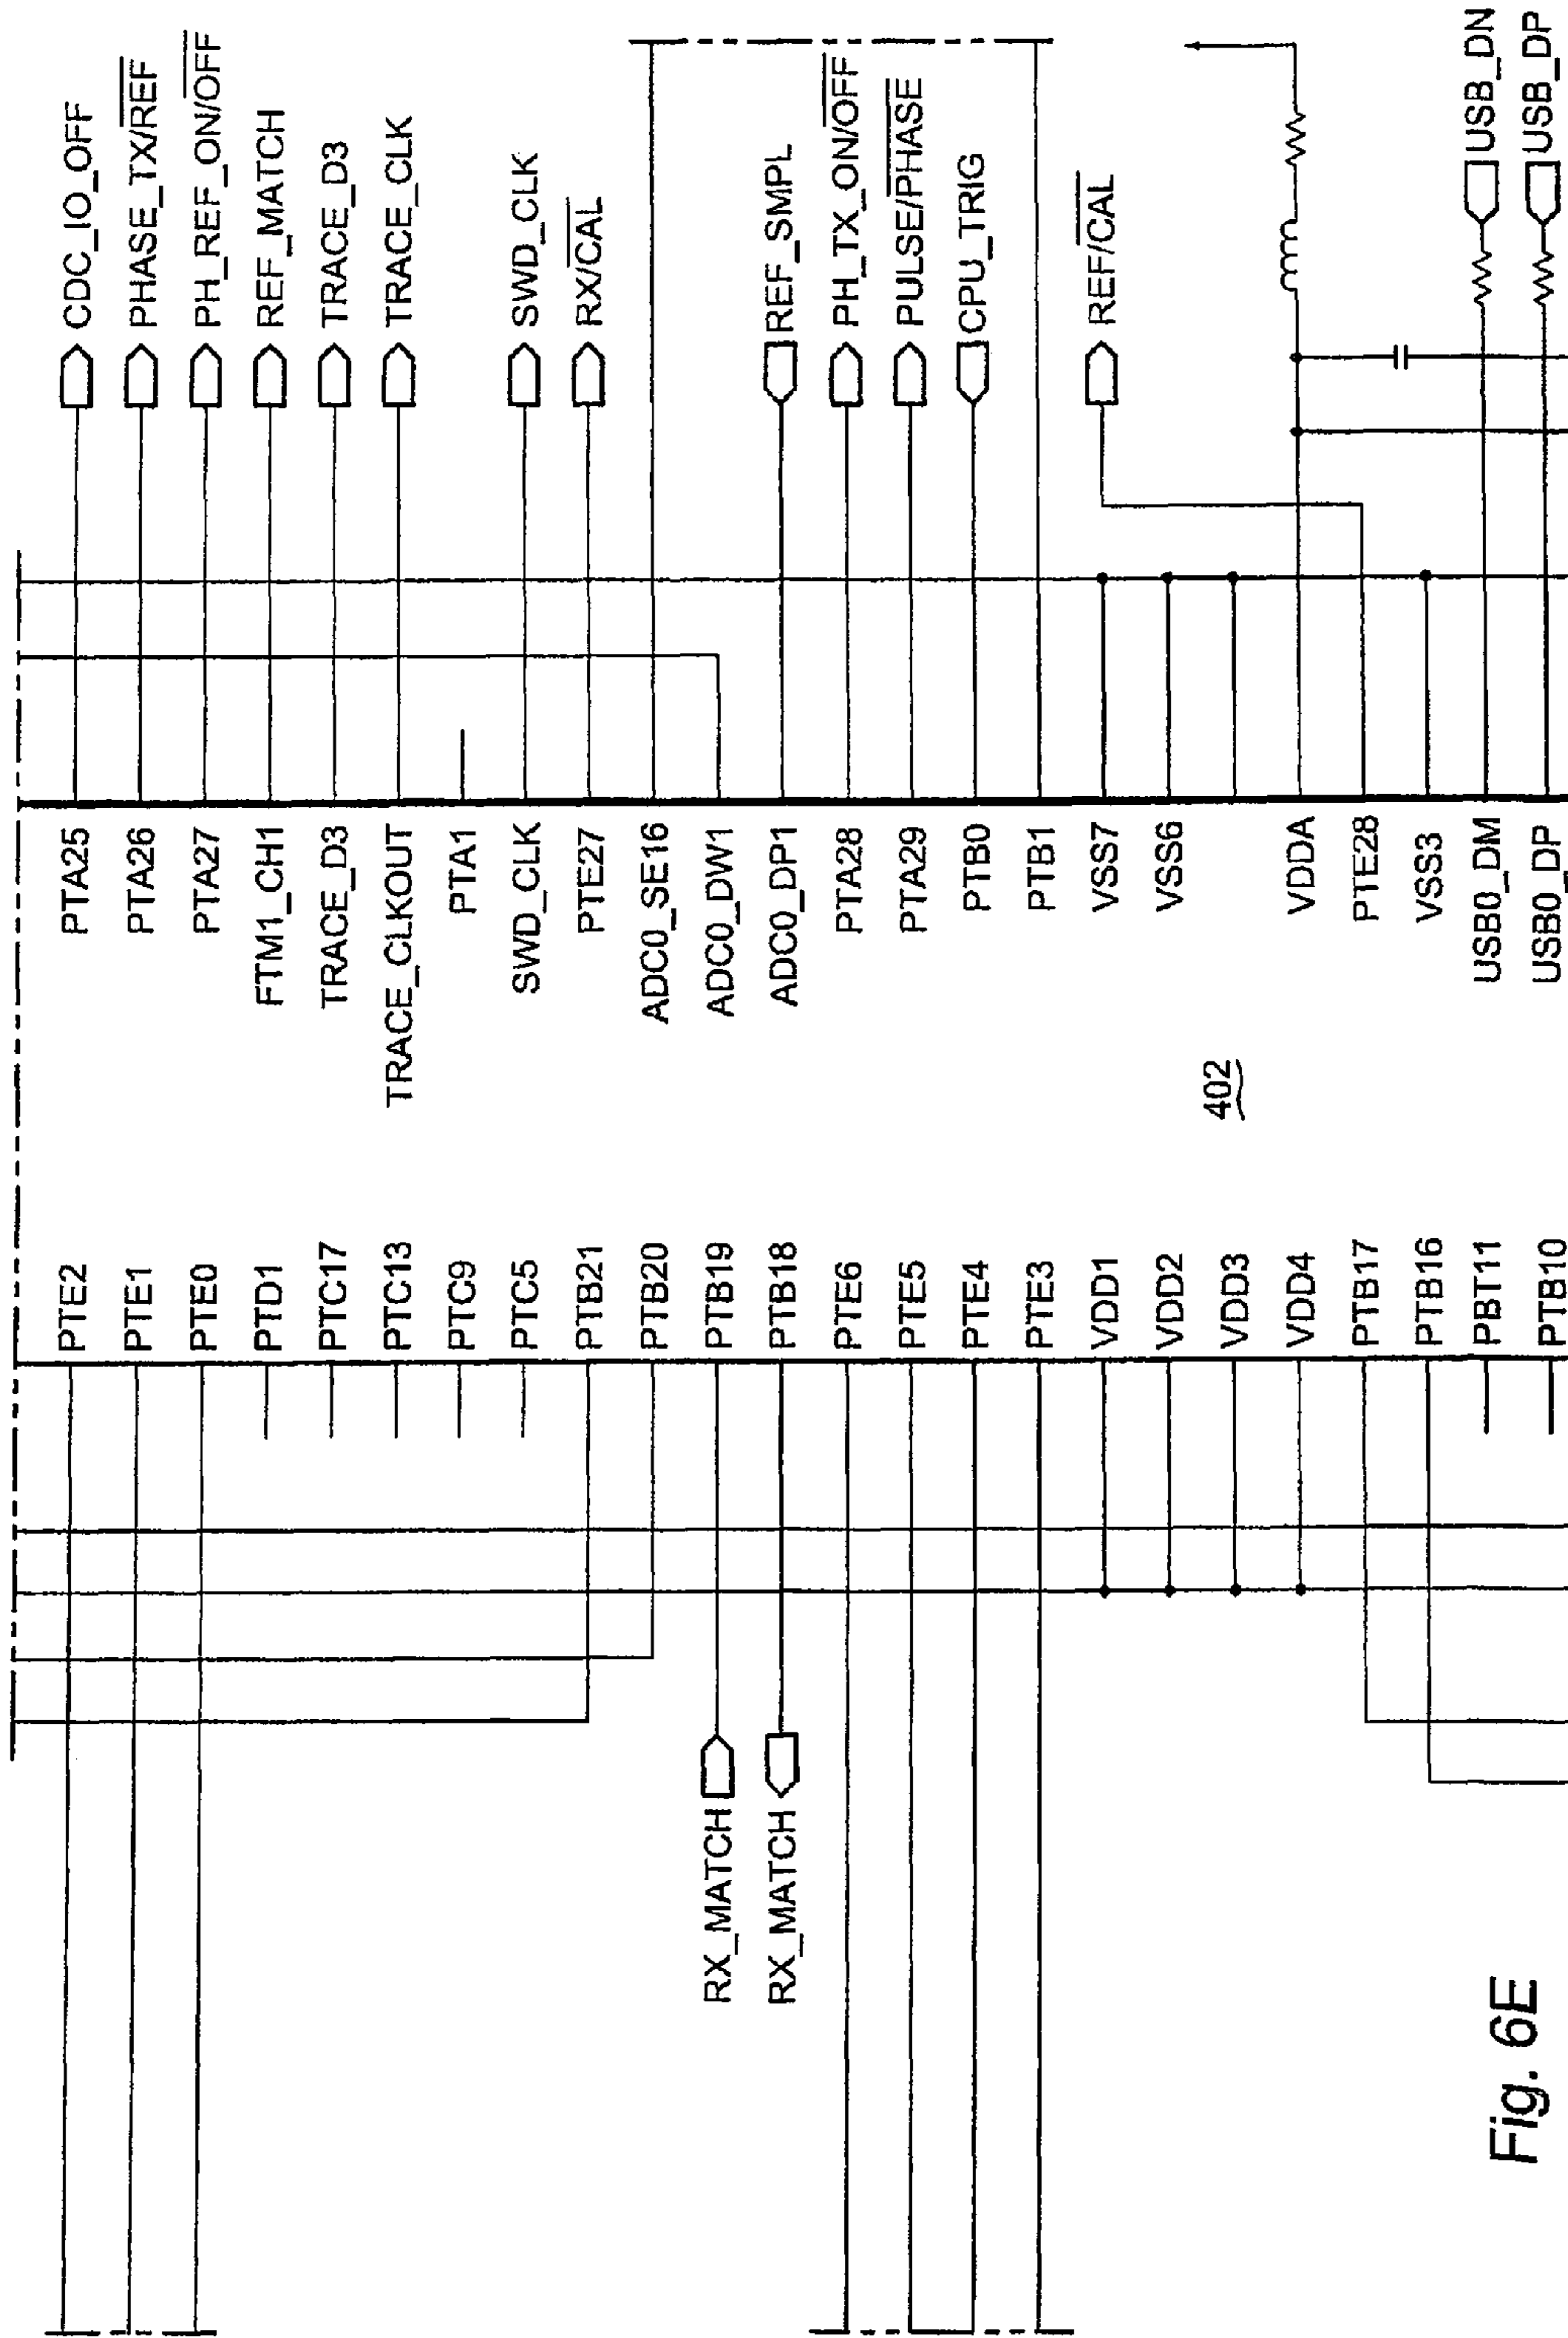 PTE2
PTE1
PTE0
PTD1
PTC17
PTC13
PTC9
PTC5
PTB21
PTB20
RX_MATCH PTB19
RX_MATCH PTB18
PTE6
PTE5
PTE4
PTE3
VDD1
VDD2
VDD3
VDD4
PTB17
PTB16
PBT11
PTB10
402
PTA25 CDC_IO_OFF
PTA26 PHASE_TX/REF
PTA27 PH_REF_ON/OFF
FTM1_CH1 REF_MATCH
TRACE_D3 TRACE_D3
TRACE_CLKOUT TRACE_CLK
PTA1
SWD_CLK SWD_CLK
PTE27 RX/CAL
ADC0_SE16
ADC0_DW1
ADC0_DP1 REF_SMPL
PTA28 PH_TX_ON/OFF
PTA29 PULSE/PHASE
PTB0 CPU_TRIG
PTB1
VSS7
VSS6
VDDA
PTE28 REF/CAL
VSS3
USB0_DM USB_DN
USB0_DP USB_DP
Fig. 6E